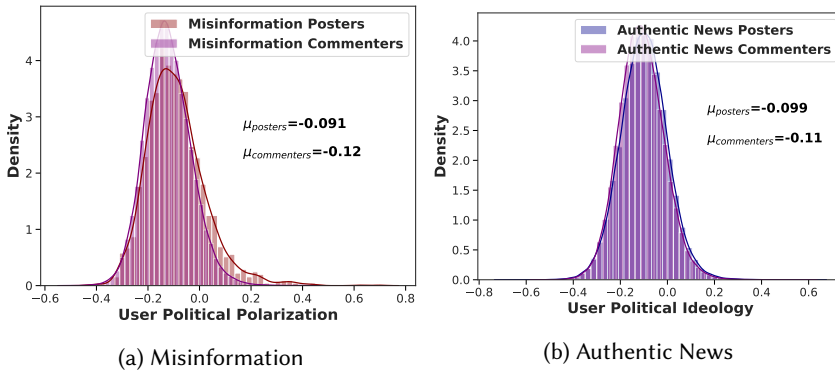 Misinformation Posters
Misinformation Commenters
μposters=-0.091
μcommenters=-0.12
Density
4
3
2
1
0
−0.6 −0.4 −0.2 0.0 0.2 0.4 0.6 0.8
User Political Polarization
(a) Misinformation
Authentic News Posters
Authentic News Commenters
μposters=-0.099
μcommenters=-0.11
Density
4.0
3.5
3.0
2.5
2.0
1.5
1.0
0.5
0.0
−0.8 −0.6 −0.4 −0.2 0.0 0.2 0.4 0.6
User Political Ideology
(b) Authentic News